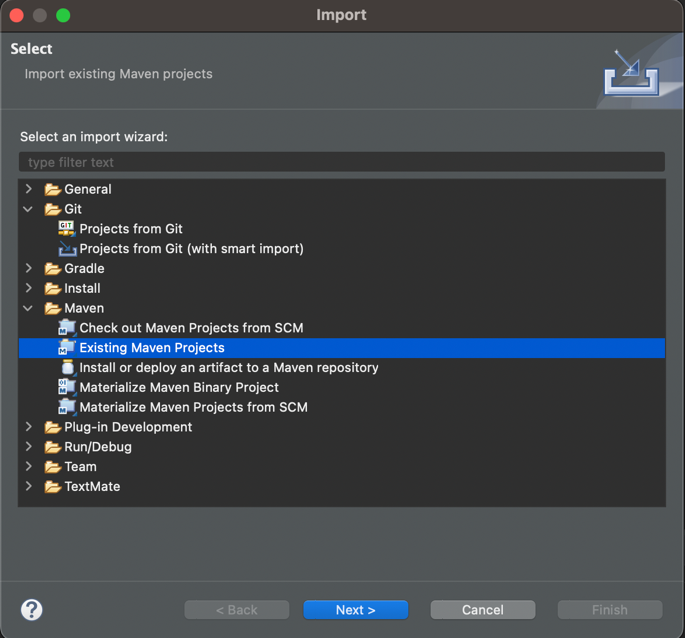 Import
Select
Import existing Maven projects
Select an import wizard:
type filter text
General
Git
GIT
Projects from Git
Projects from Git (with smart import)
Gradle
Install
Maven
M
Check out Maven Projects from SCM
M
Existing Maven Projects
Install or deploy an artifact to a Maven repository
M
Materialize Maven Binary Project
M
Materialize Maven Projects from SCM
Plug-in Development
Run/Debug
Team
TextMate
?
< Back
Next >
Cancel
Finish